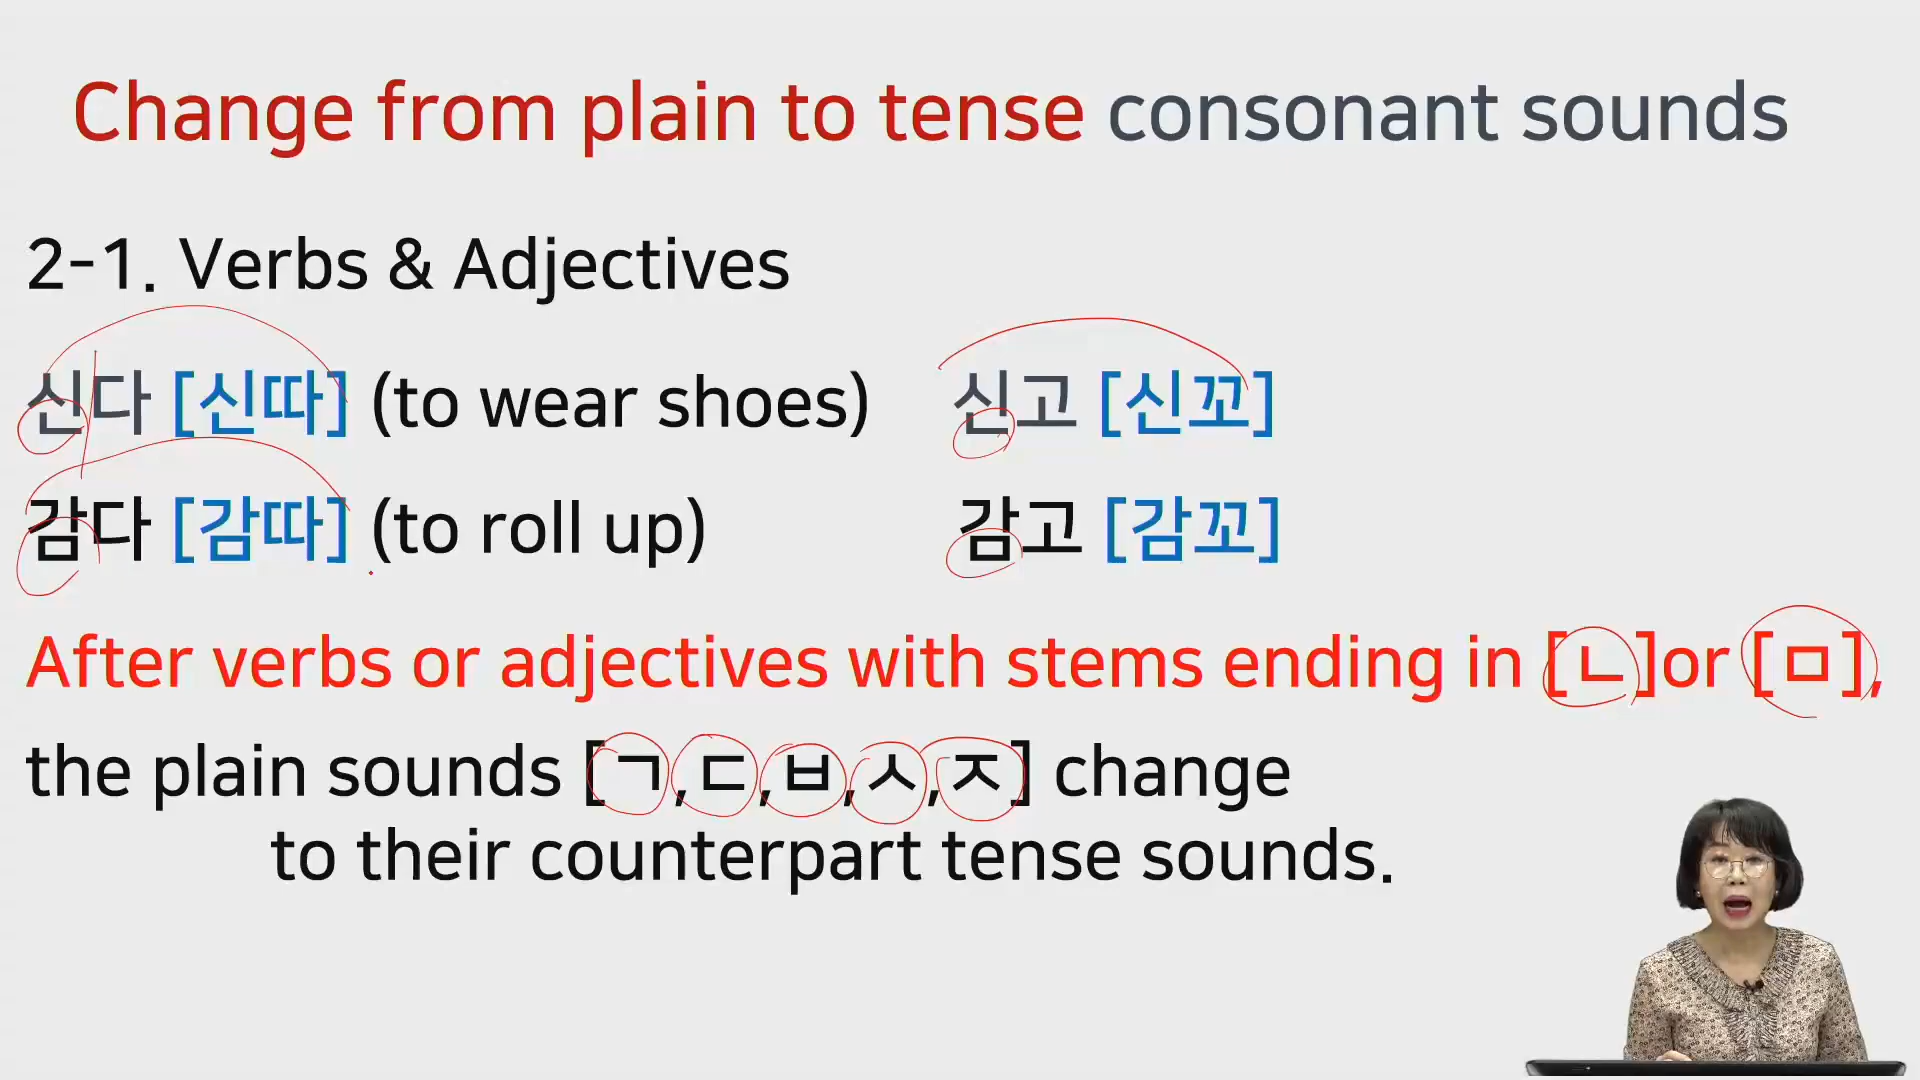 Change from plain to tense consonant sounds
2-1. Verbs & Adjectives
신다 [신따] (to wear shoes) 신고 [신꼬]
감다 [감따] (to roll up) 감고 [감꼬]
After verbs or adjectives with stems ending in [ㄴ]or [ㅁ],
the plain sounds [ㄱ,ㄷ,ㅂ,ㅅ,ㅈ] change
to their counterpart tense sounds.